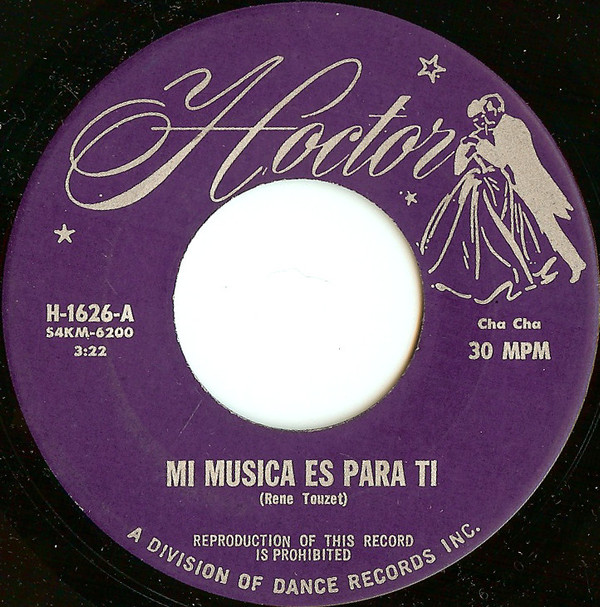 Hoctor
H-1626-A
S4KM-6200
3:22
Cha Cha
30 MPM
MI MUSICA ES PARA TI
(Rene Touzet)
REPRODUCTION OF THIS RECORD
IS PROHIBITED
A DIVISION OF DANCE RECORDS INC.